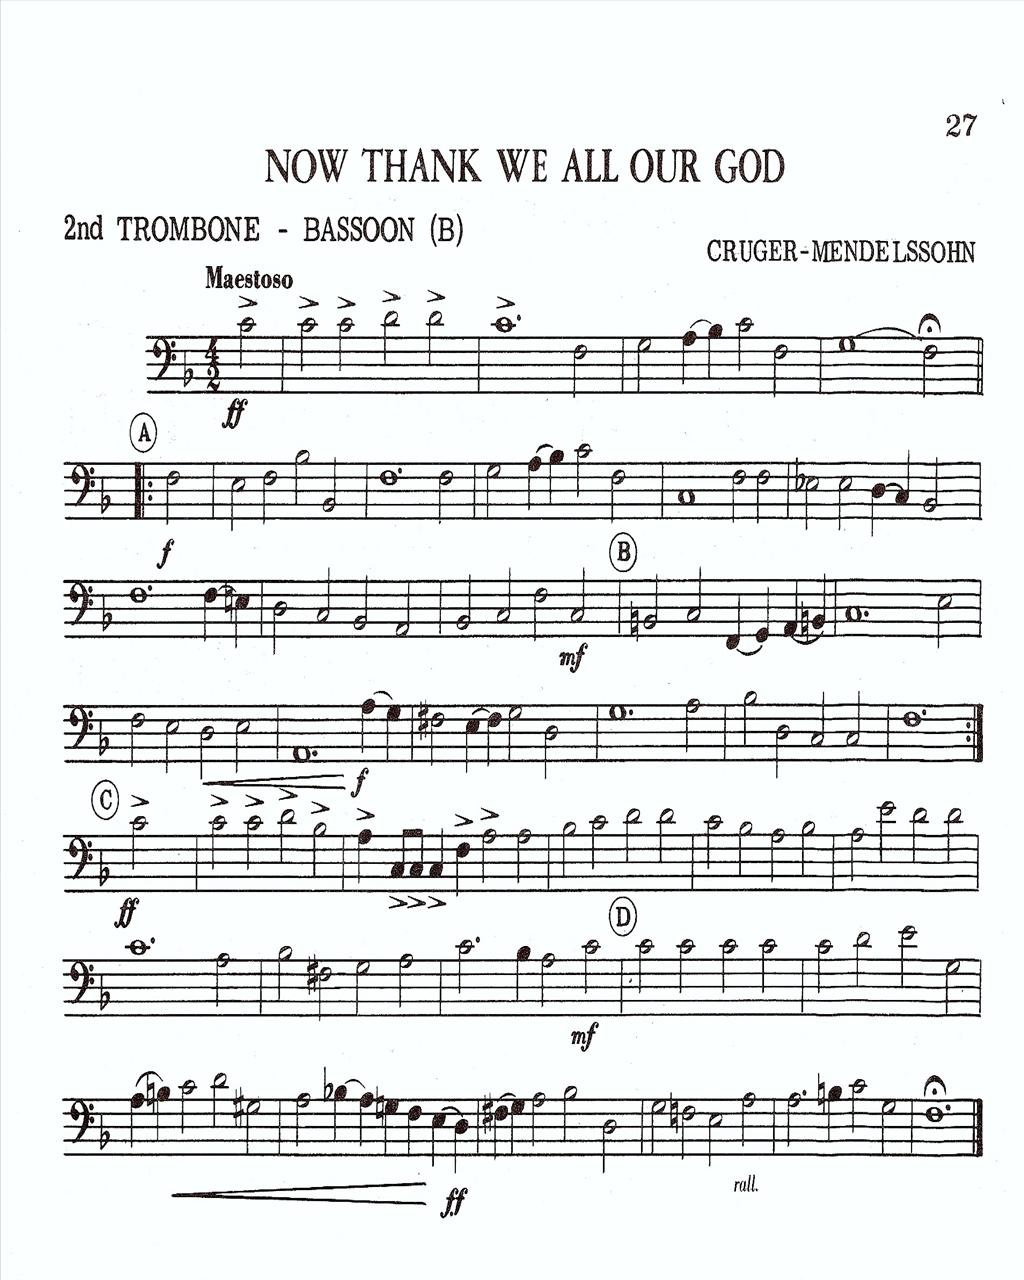 27
NOW THANK WE ALL OUR GOD
2nd TROMBONE - BASSOON (B)
CRUGER-MENDELSSOHN
Maestoso
4
2
ff
A
f
B
mf
f
C
ff
D
mf
ff
rall.